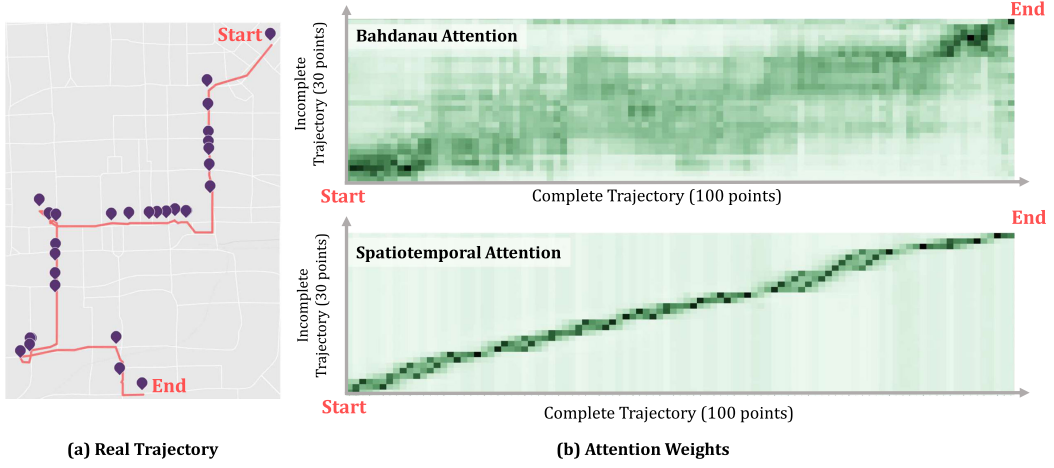 Start
End
(a) Real Trajectory
End
Bahdanau Attention
Incomplete
Trajectory (30 points)
Start
Complete Trajectory (100 points)
End
Spatiotemporal Attention
Incomplete
Trajectory (30 points)
Start
Complete Trajectory (100 points)
(b) Attention Weights